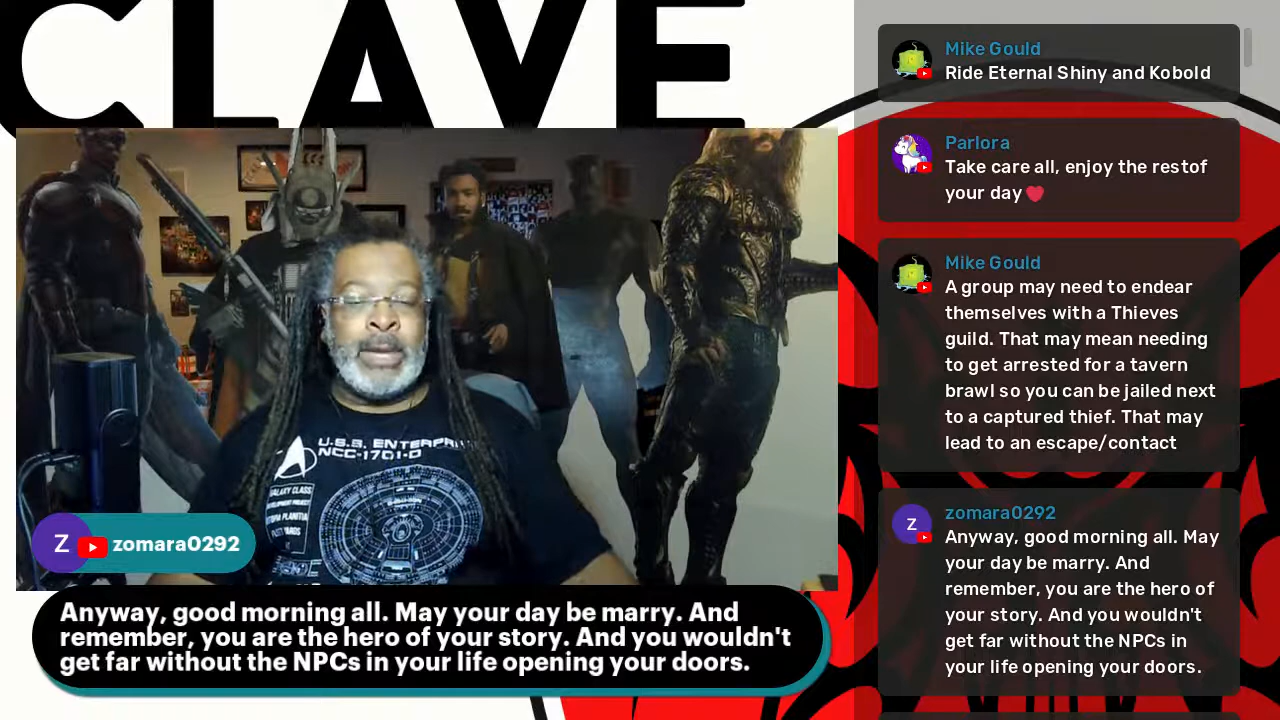 CLAVE
Mike Gould
Ride Eternal Shiny and Kobold
Parlora
Take care all, enjoy the restof
your day
Mike Gould
A group may need to endear
themselves with a Thieves
guild. That may mean needing
to get arrested for a tavern
brawl so you can be jailed next
to a captured thief. That may
lead to an escape/contact
Z
zomara0292
Anyway, good morning all. May
your day be marry. And
remember, you are the hero of
your story. And you wouldn't
get far without the NPCs in
your life opening your doors.
U.S.S. ENTERPRI
NCC-1701-D
GALAXY CLASS
UTOPIA PLANITIA
Z zomara0292
Anyway, good morning all. May your day be marry. And
remember, you are the hero of your story. And you wouldn't
get far without the NPCs in your life opening your doors.